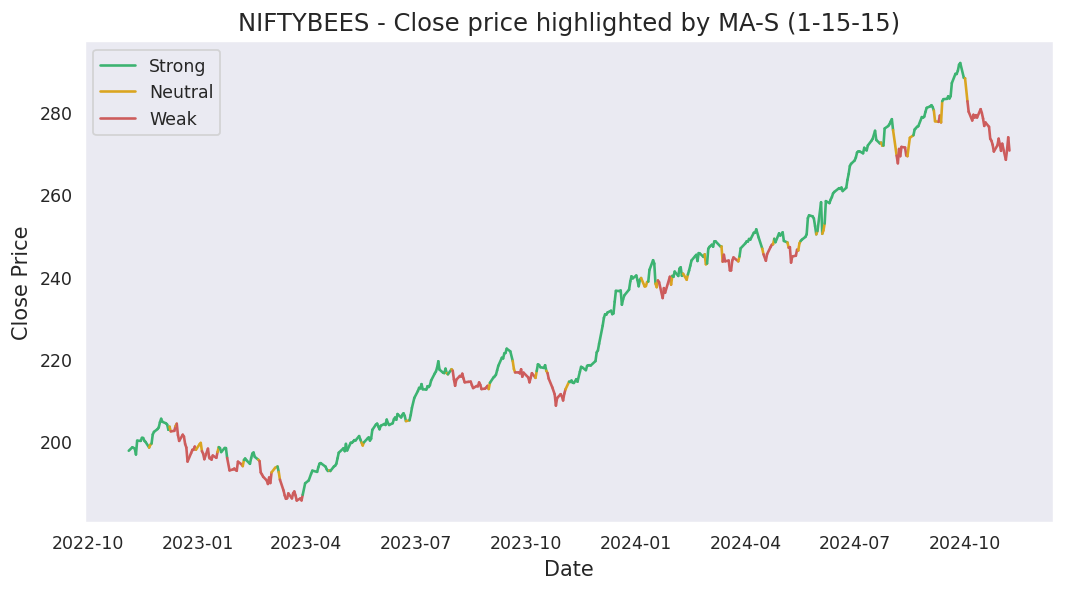 NIFTYBEES - Close price highlighted by MA-S (1-15-15)
Strong
Neutral
Weak
Close Price
280
260
240
220
200
2022-10 2023-01 2023-04 2023-07 2023-10 2024-01 2024-04 2024-07 2024-10
Date